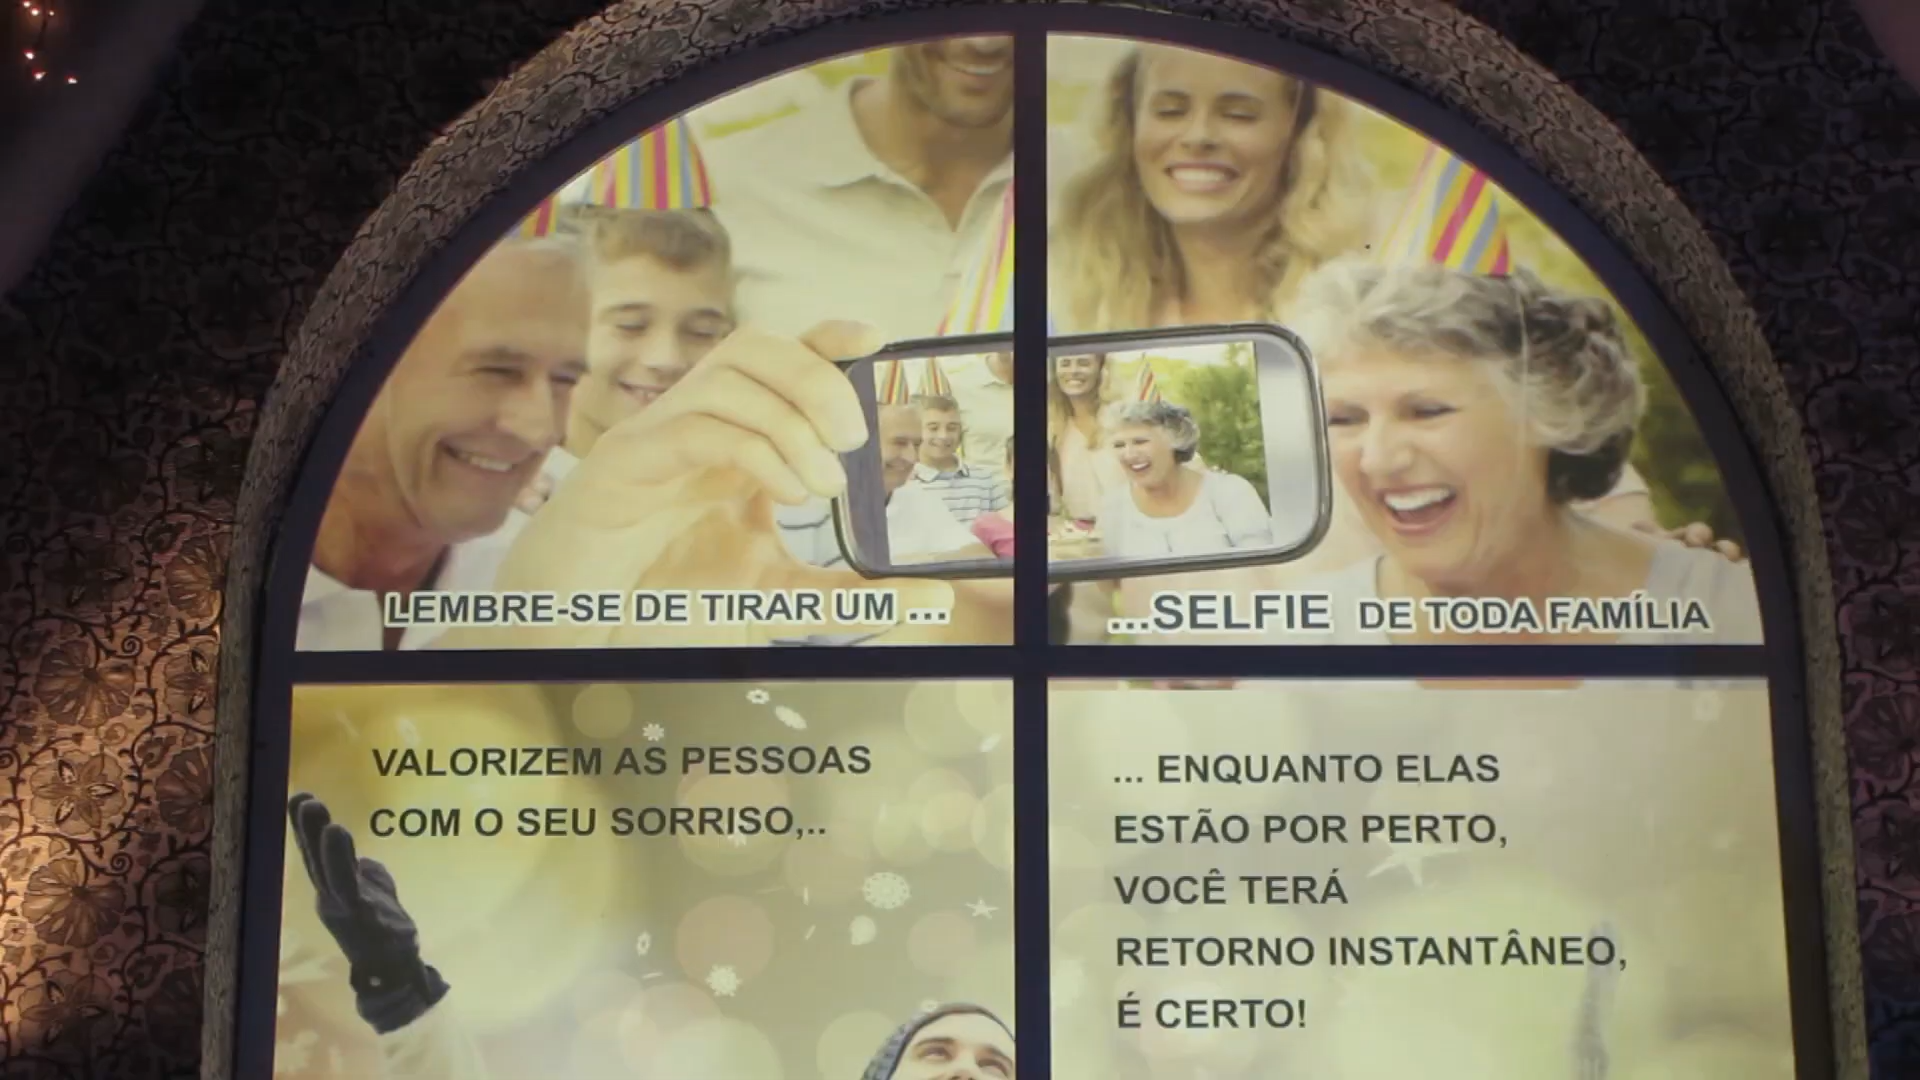 LEMBRE-SE DE TIRAR UM ...
...SELFIE DE TODA FAMÍLIA
VALORIZEM AS PESSOAS
COM O SEU SORRISO,..
... ENQUANTO ELAS
ESTÃO POR PERTO,
VOCÊ TERÁ
RETORNO INSTANTÂNEO,
É CERTO!